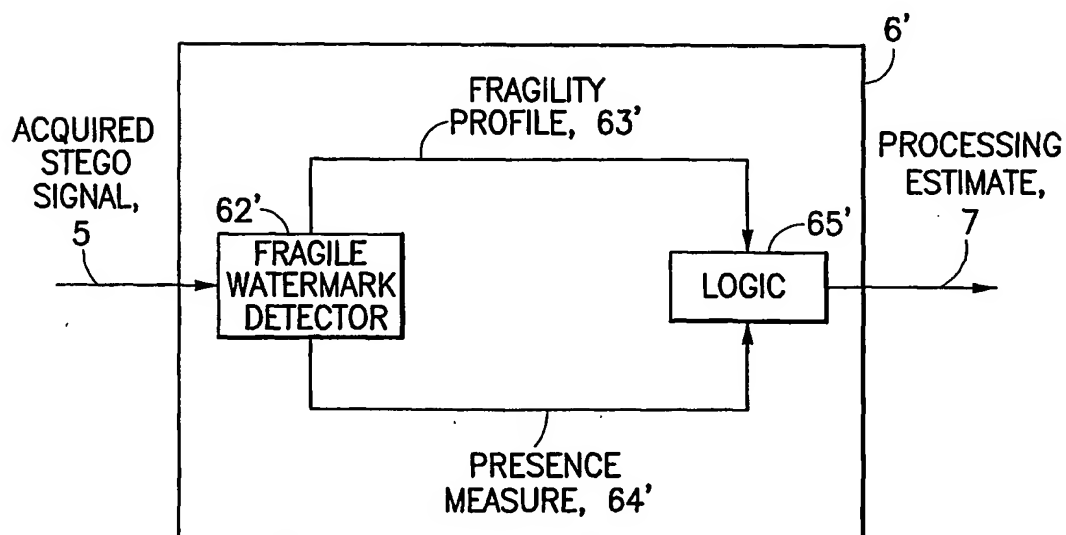 6'
FRAGILITY
PROFILE, 63'
ACQUIRED
STEGO
SIGNAL,
5
PROCESSING
ESTIMATE,
7
62'
FRAGILE
WATERMARK
DETECTOR
65'
LOGIC
PRESENCE
MEASURE, 64'